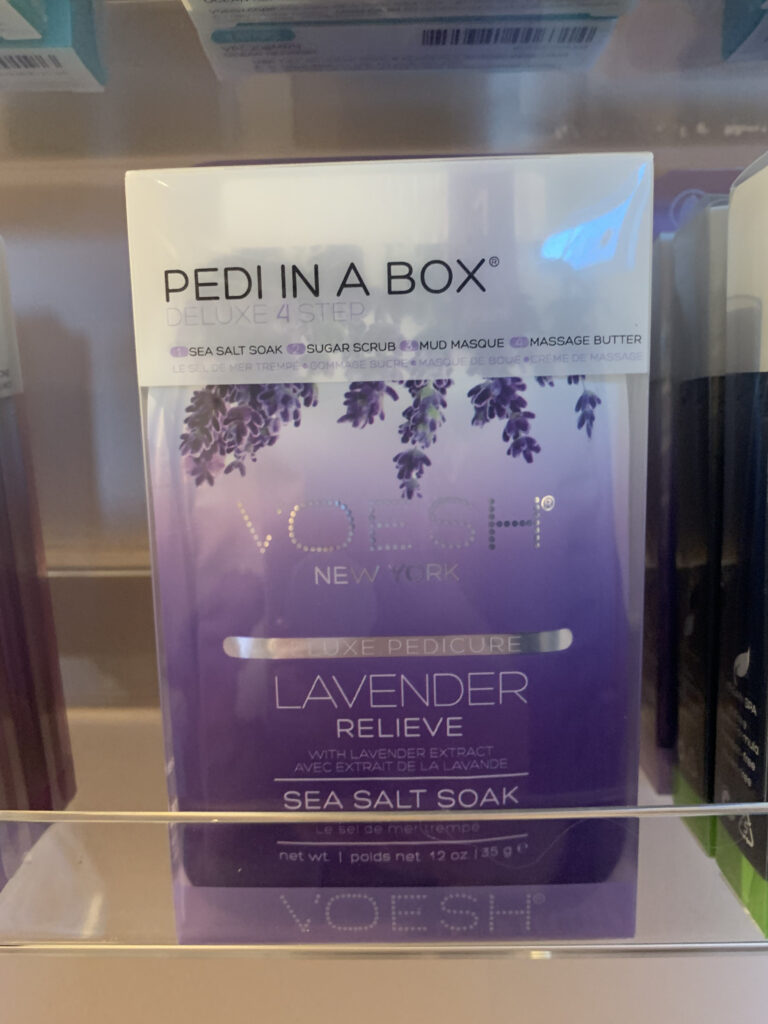 PEDI IN A BOX®
DELUXE 4 STEP
1 SEA SALT SOAK 2 SUGAR SCRUB 3 MUD MASQUE 4 MASSAGE BUTTER
LE SEL DE MER TREMPE • GOMMAGE SUCRE • MASQUE DE BOUE • CREME DE MASSAGE
VOESH®
NEW YORK
DELUXE PEDICURE
LAVENDER
RELIEVE
WITH LAVENDER EXTRACT
AVEC EXTRAIT DE LA LAVANDE
SEA SALT SOAK
Le sel de mer trempe
net wt. | poids net 1.2 oz | 35 g e
VOESH®
SPA